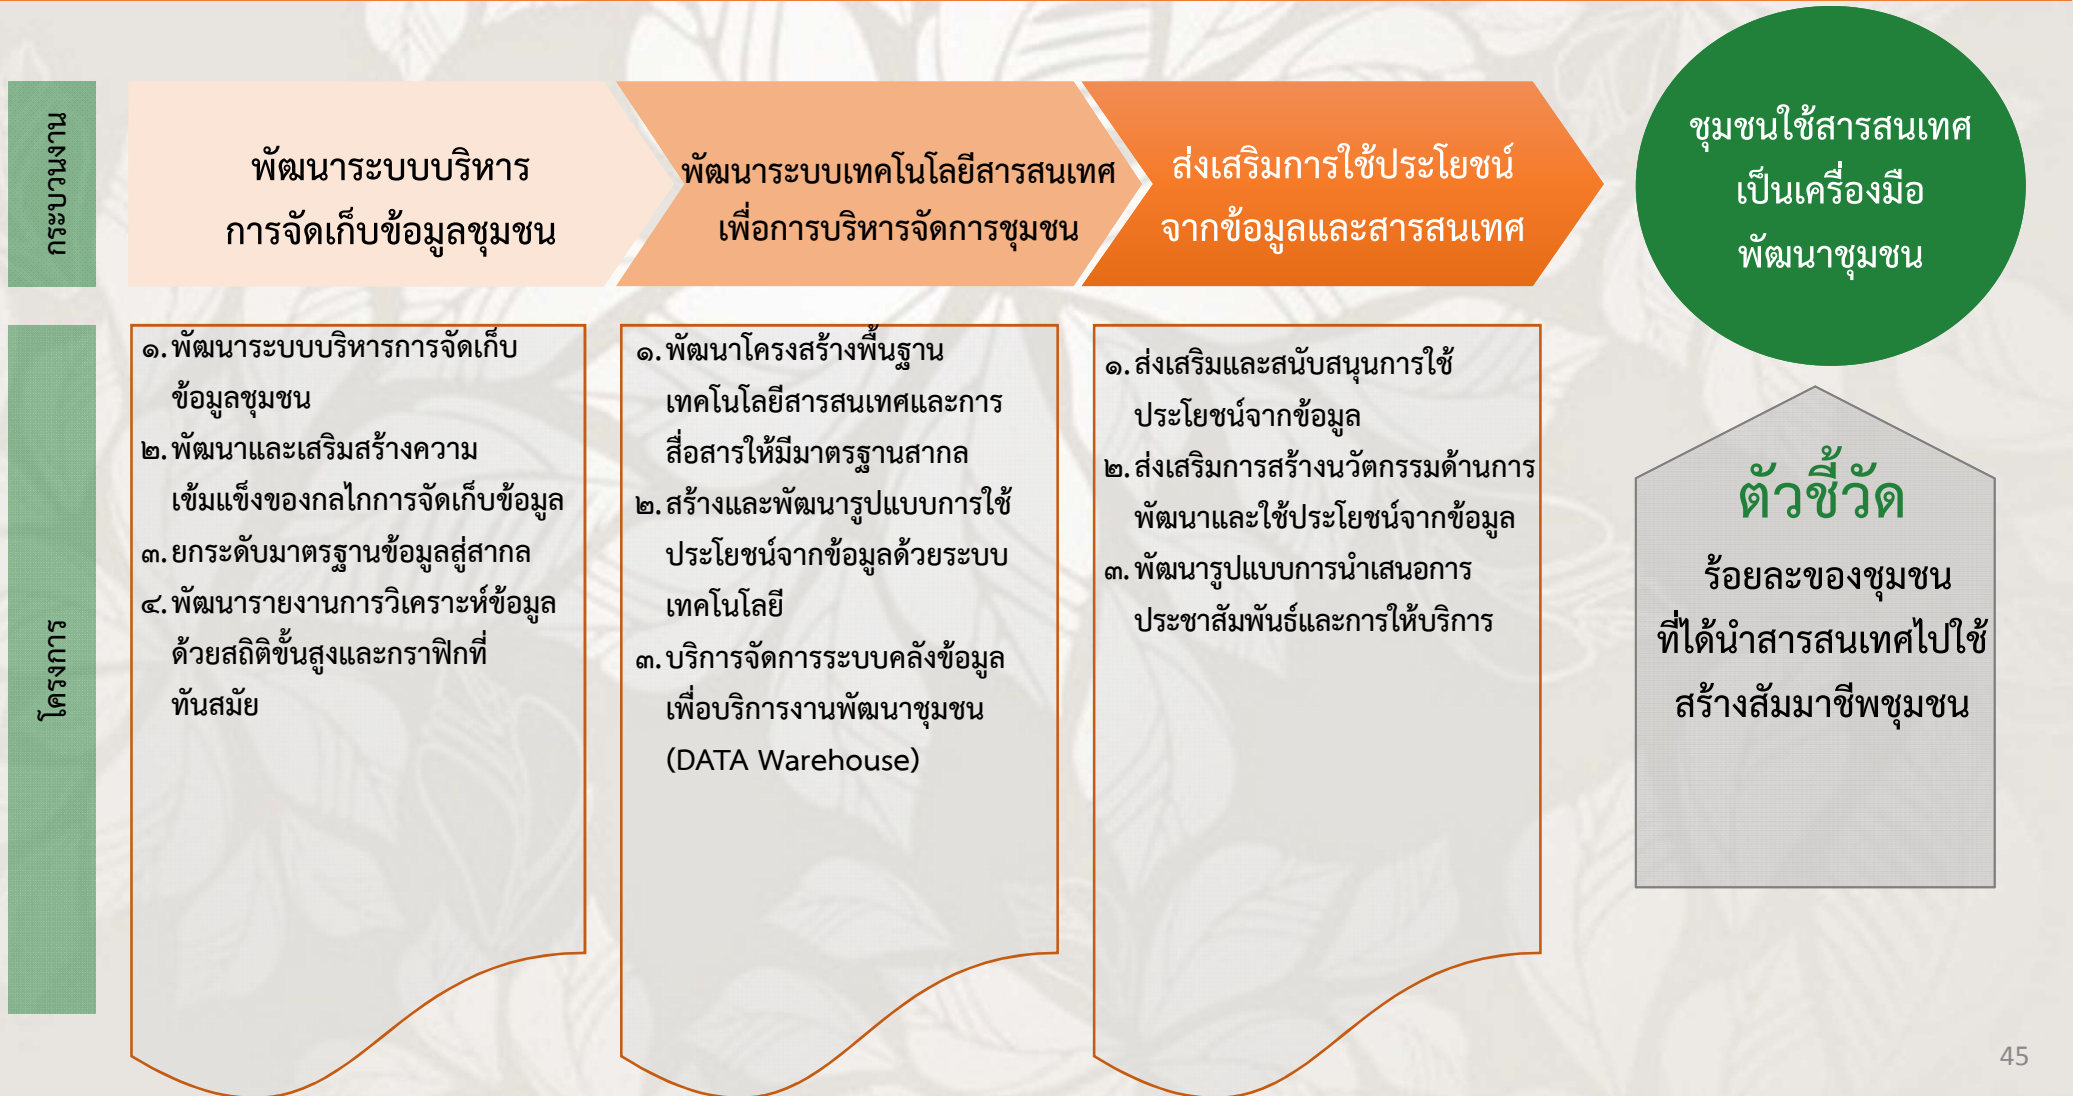 กระบวนงาน
พัฒนาระบบบริหาร
การจัดเก็บข้อมูลชุมชน
พัฒนาระบบเทคโนโลยีสารสนเทศ
เพื่อการบริหารจัดการชุมชน
ส่งเสริมการใช้ประโยชน์
จากข้อมูลและสารสนเทศ
ชุมชนใช้สารสนเทศ
เป็นเครื่องมือ
พัฒนาชุมชน
โครงการ
๑. พัฒนาระบบบริหารการจัดเก็บ
ข้อมูลชุมชน
๒. พัฒนาและเสริมสร้างความ
เข้มแข็งของกลไกการจัดเก็บข้อมูล
๓. ยกระดับมาตรฐานข้อมูลสู่สากล
๔. พัฒนารายงานการวิเคราะห์ข้อมูล
ด้วยสถิติขั้นสูงและกราฟิกที่
ทันสมัย
๑. พัฒนาโครงสร้างพื้นฐาน
เทคโนโลยีสารสนเทศและการ
สื่อสารให้มีมาตรฐานสากล
๒. สร้างและพัฒนารูปแบบการใช้
ประโยชน์จากข้อมูลด้วยระบบ
เทคโนโลยี
๓. บริการจัดการระบบคลังข้อมูล
เพื่อบริการงานพัฒนาชุมชน
(DATA Warehouse)
๑. ส่งเสริมและสนับสนุนการใช้
ประโยชน์จากข้อมูล
๒. ส่งเสริมการสร้างนวัตกรรมด้านการ
พัฒนาและใช้ประโยชน์จากข้อมูล
๓. พัฒนารูปแบบการนำเสนอการ
ประชาสัมพันธ์และการให้บริการ
ตัวชี้วัด
ร้อยละของชุมชน
ที่ได้นำสารสนเทศไปใช้
สร้างสัมมาชีพชุมชน
45